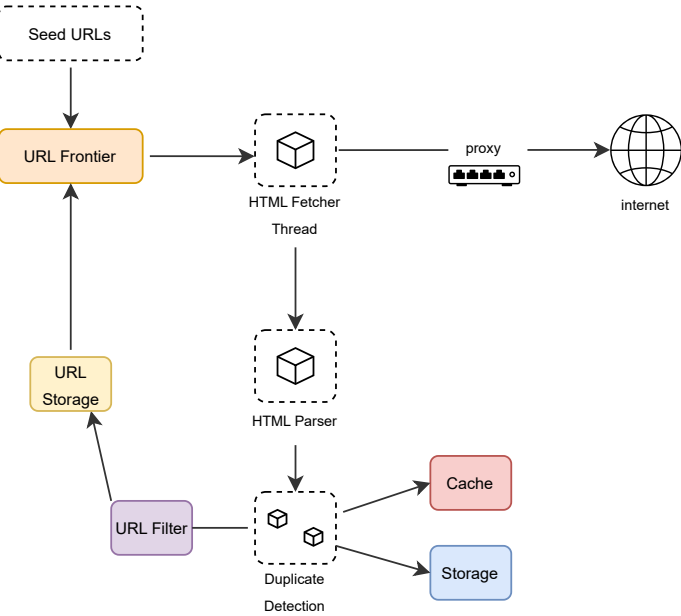 Seed URLs
URL Frontier
proxy
HTML Fetcher
Thread
internet
URL
Storage
HTML Parser
Cache
URL Filter
Storage
Duplicate
Detection